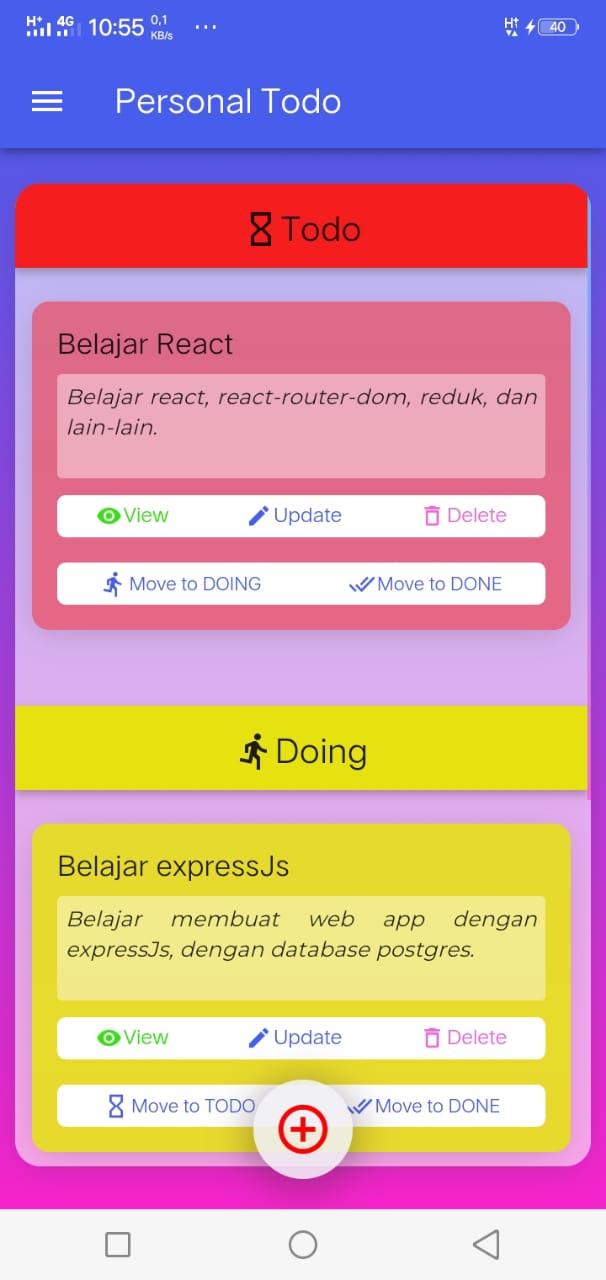 H+ 4G 10:55 0,1 KB/s ... 40
Personal Todo
Todo
Belajar React
Belajar react, react-router-dom, reduk, dan
lain-lain.
View Update Delete
Move to DOING Move to DONE
Doing
Belajar expressJs
Belajar membuat web app dengan
expressJs, dengan database postgres.
View Update Delete
Move to TODO Move to DONE